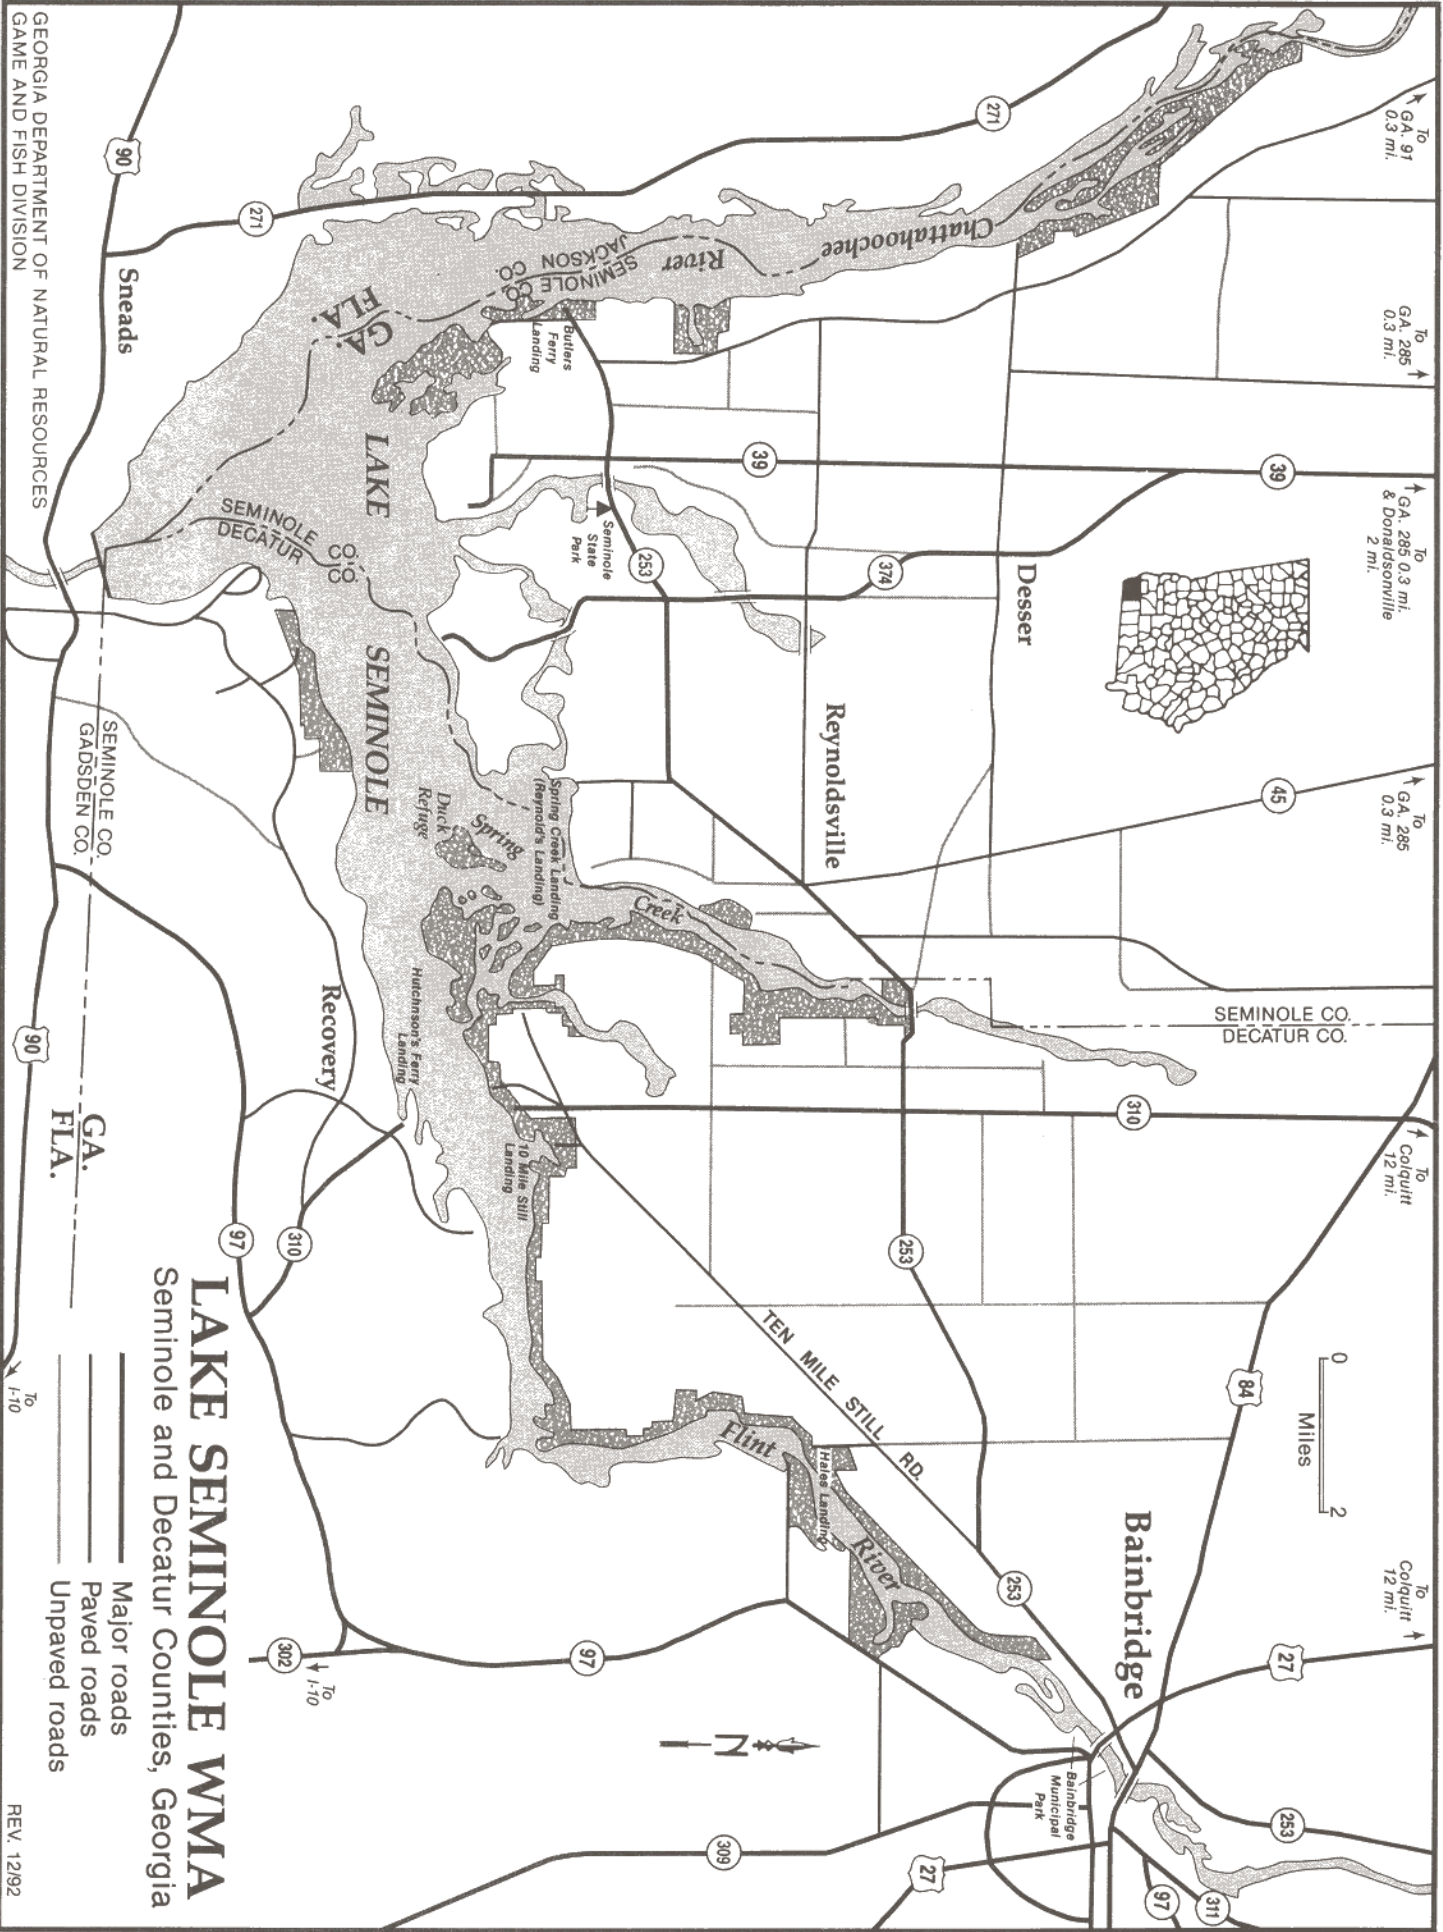 To
GA. 91
0.3 mi.
To
GA. 285
0.3 mi.
To
GA. 285 0.3 mi.
& Donaldsonville
2 mi.
To
GA. 285
0.3 mi.
To
Colquitt
12 mi.
To
Colquitt
12 mi.
271
271
90
Sneads
Chattahoochee
River
JACKSON
CO.
SEMINOLE CO.
FLA.
GA.
Butlers
Ferry
Landing
39
39
LAKE
SEMINOLE
SEMINOLE CO.
DECATUR CO.
Seminole
State
Park
253
374
Desser
Reynoldsville
45
Spring Creek Landing
(Reynold's Landing)
Duck
Refuge
Spring
Creek
SEMINOLE CO.
DECATUR CO.
SEMINOLE CO.
GADSDEN CO.
Hutchnson's Ferry
Landing
Recovery
90
GA.
FLA.
310
310
97
10 Mile Still
Landing
253
TEN MILE STILL RD.
84
0
2
Miles
Flint
River
Hales Landing
Bainbridge
253
27
97
302
To
I-10
To
I-10
N
Bainbridge
Municipal
Park
253
309
27
97
311
LAKE SEMINOLE WMA
Seminole and Decatur Counties, Georgia
Major roads
Paved roads
Unpaved roads
GEORGIA DEPARTMENT OF NATURAL RESOURCES
GAME AND FISH DIVISION
REV. 12/92